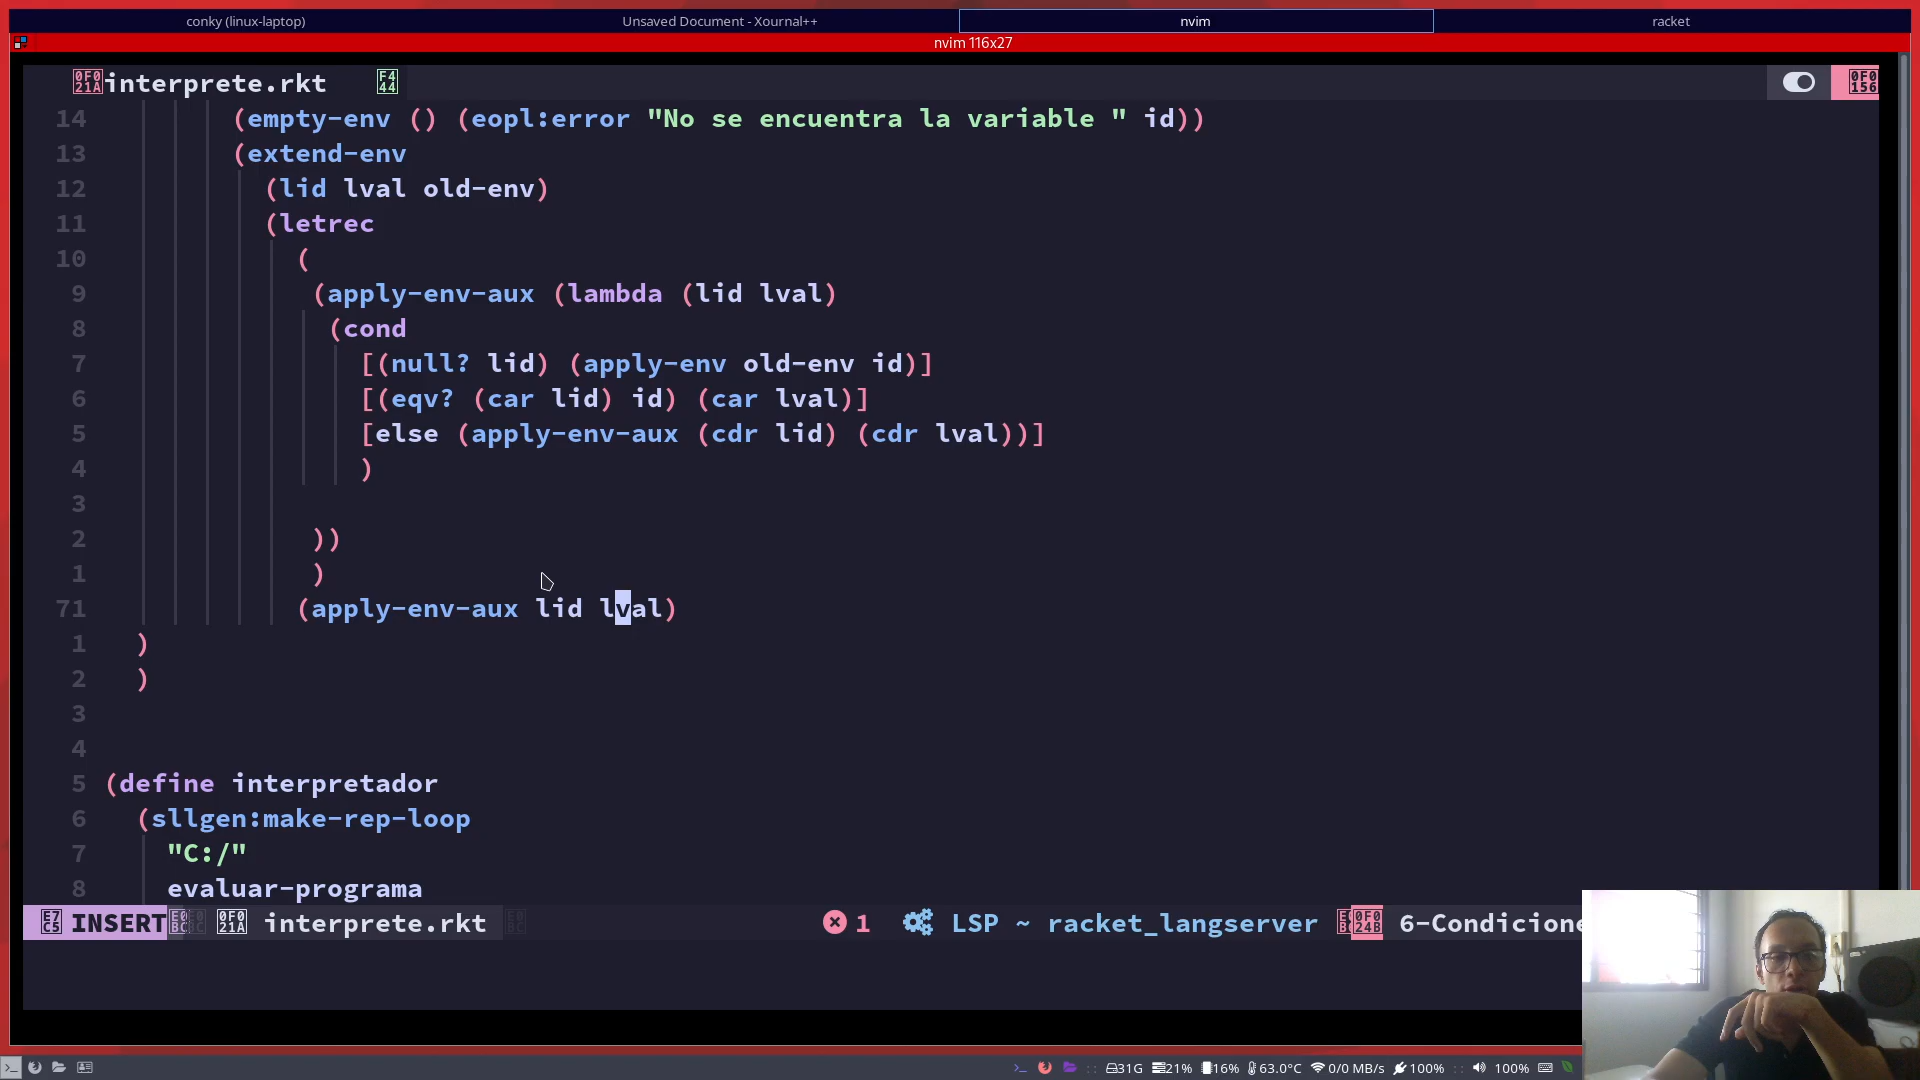 conky (linux-laptop) Unsaved Document - Xournal++ nvim racket
nvim 116x27
interprete.rkt
14 (empty-env () (eopl:error "No se encuentra la variable " id))
13 (extend-env
12 (lid lval old-env)
11 (letrec
10 (
9 (apply-env-aux (lambda (lid lval)
8 (cond
7 [(null? lid) (apply-env old-env id)]
6 [(eqv? (car lid) id) (car lval)]
5 [else (apply-env-aux (cdr lid) (cdr lval))]
4 )
3
2 ))
1 )
71 (apply-env-aux lid lval)
1 )
2 )
3
4
5 (define interpretador
6 (sllgen:make-rep-loop
7 "C:/"
8 evaluar-programa
INSERT interprete.rkt 1 LSP ~ racket_langserver 6-Condicione
31G 21% 16% 63.0°C 0/0 MB/s 100% 100%